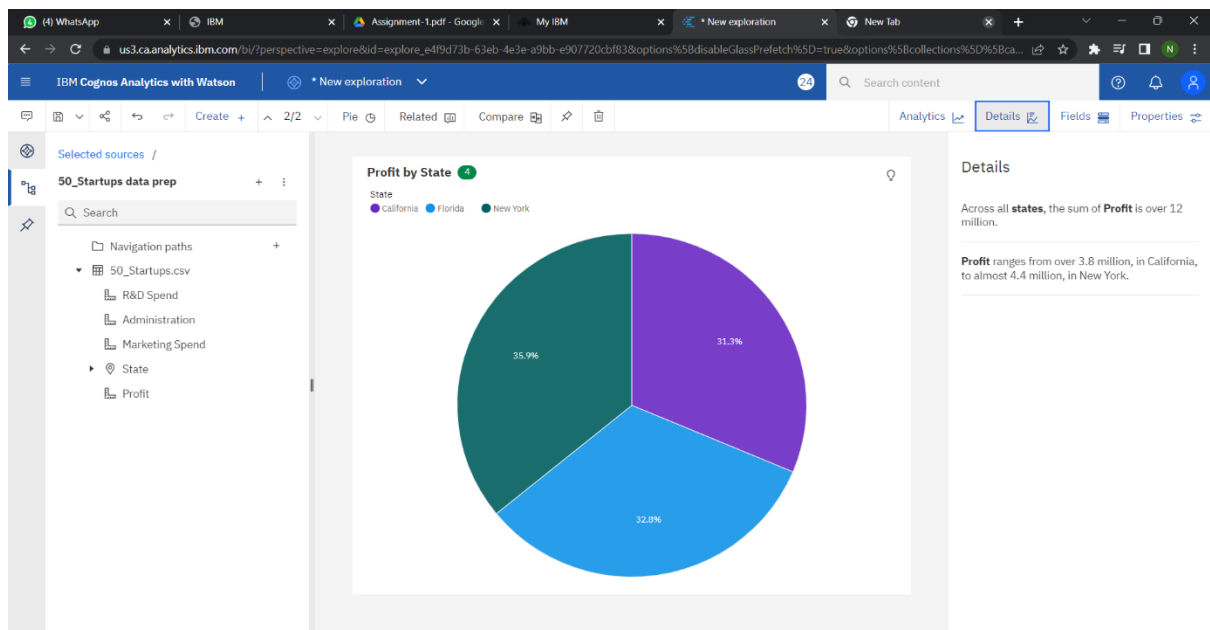 (4) WhatsApp
IBM
Assignment-1.pdf - Google
My IBM
* New exploration
New Tab
us3.ca.analytics.ibm.com/bi/?perspective=explore&id=explore_e4f9d73b-63eb-4e3e-a9bb-e907720cbf83&options%5BdisableGlassPrefetch%5D=true&options%5Bcollections%5D%5Bca...
N
IBM Cognos Analytics with Watson
* New exploration
24
Search content
Create +
2/2
Pie
Related
Compare
Analytics
Details
Fields
Properties
Selected sources /
50_Startups data prep
Search
Navigation paths
50_Startups.csv
R&D Spend
Administration
Marketing Spend
State
Profit
Profit by State 4
State
California Florida New York
35.9%
31.3%
32.8%
Details
Across all states, the sum of Profit is over 12
million.
Profit ranges from over 3.8 million, in California,
to almost 4.4 million, in New York.